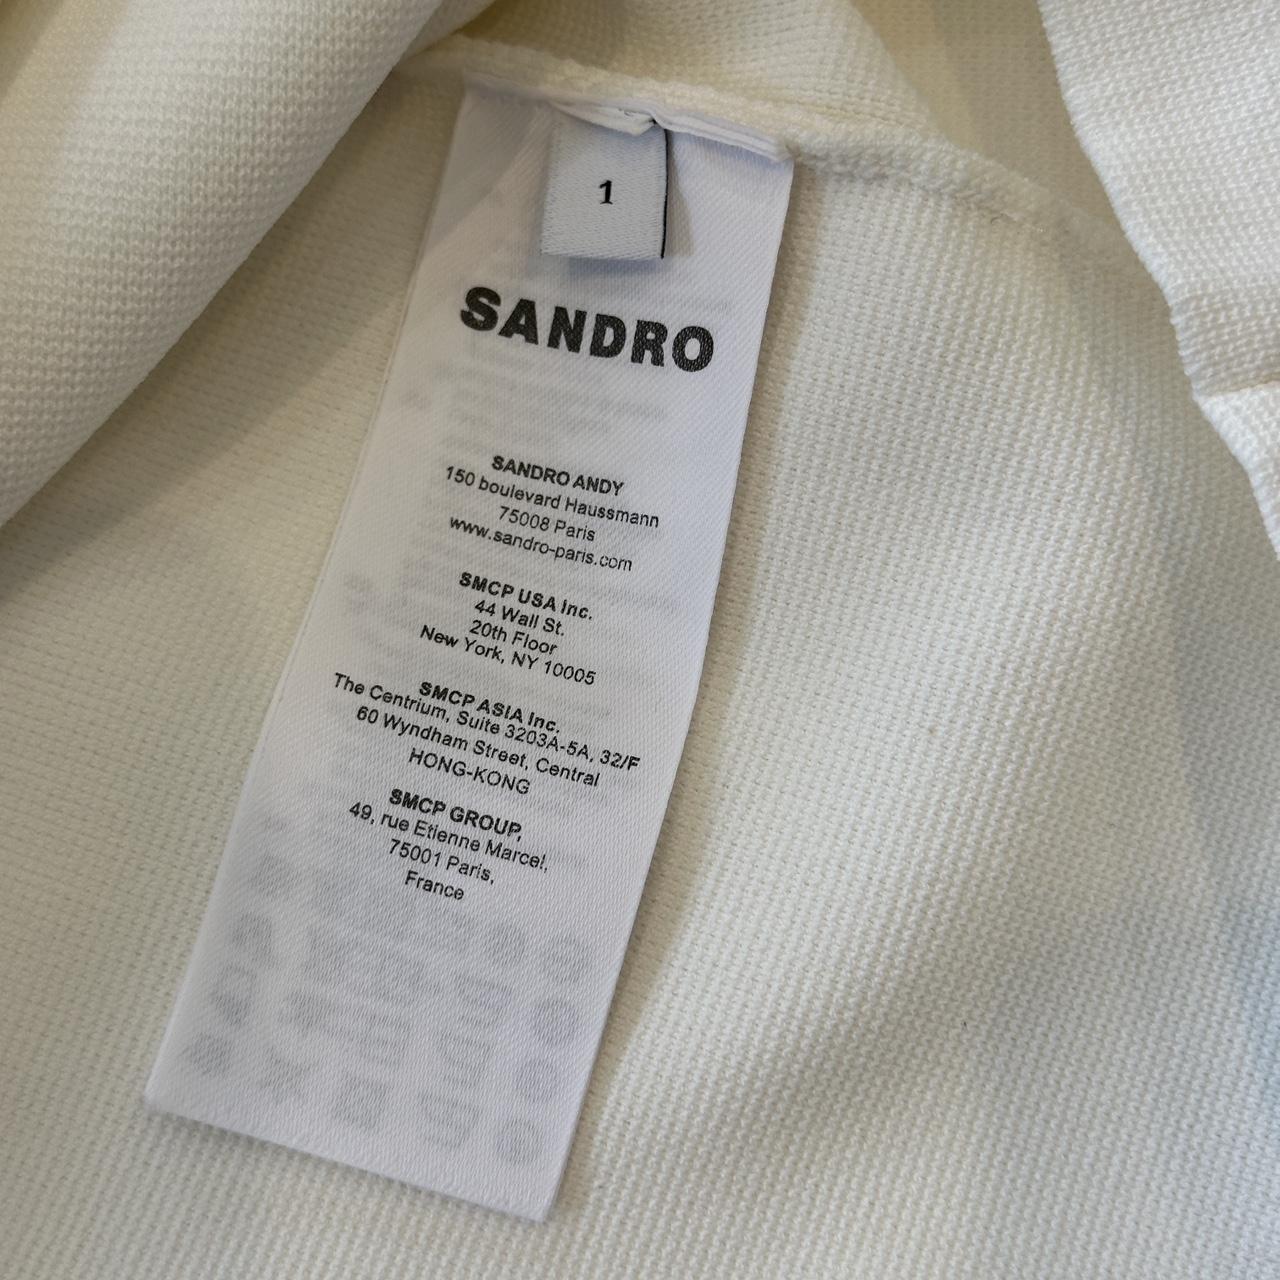 1
SANDRO
SANDRO ANDY
150 boulevard Haussmann
75008 Paris
www.sandro-paris.com
SMCP USA Inc.
44 Wall St.
20th Floor
New York, NY 10005
SMCP ASIA Inc.
The Centrium, Suite 3203A-5A, 32/F
60 Wyndham Street, Central
HONG-KONG
SMCP GROUP,
49, rue Etienne Marcel,
75001 Paris,
France